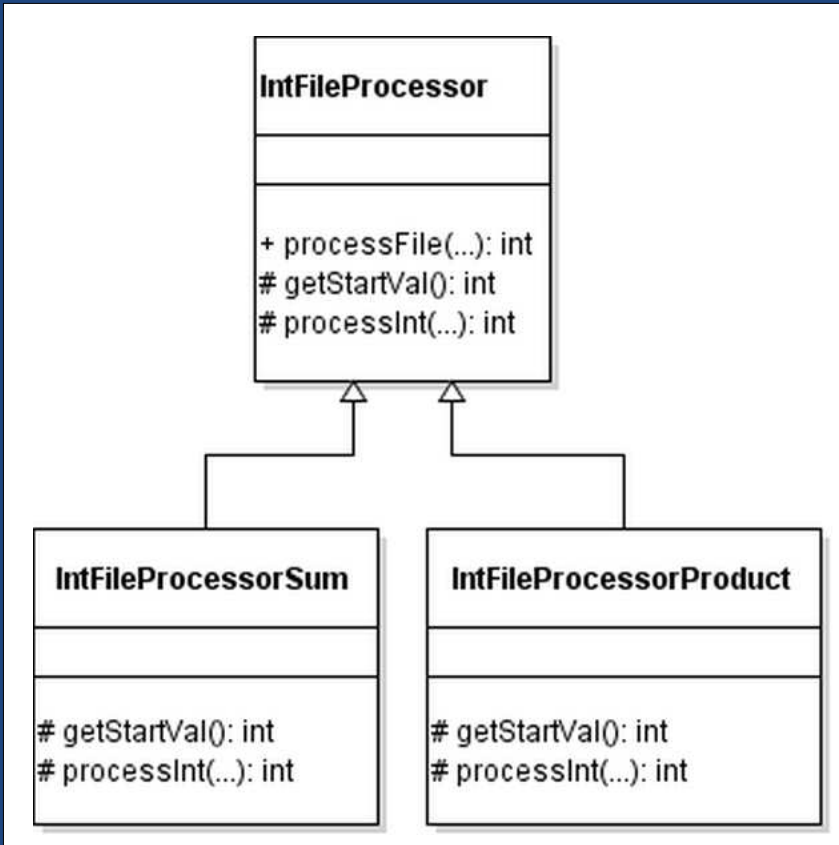 IntFileProcessor
+ processFile(...): int
# getStartVal(): int
# processInt(...): int
IntFileProcessorSum
# getStartVal(): int
# processInt(...): int
IntFileProcessorProduct
# getStartVal(): int
# processInt(...): int